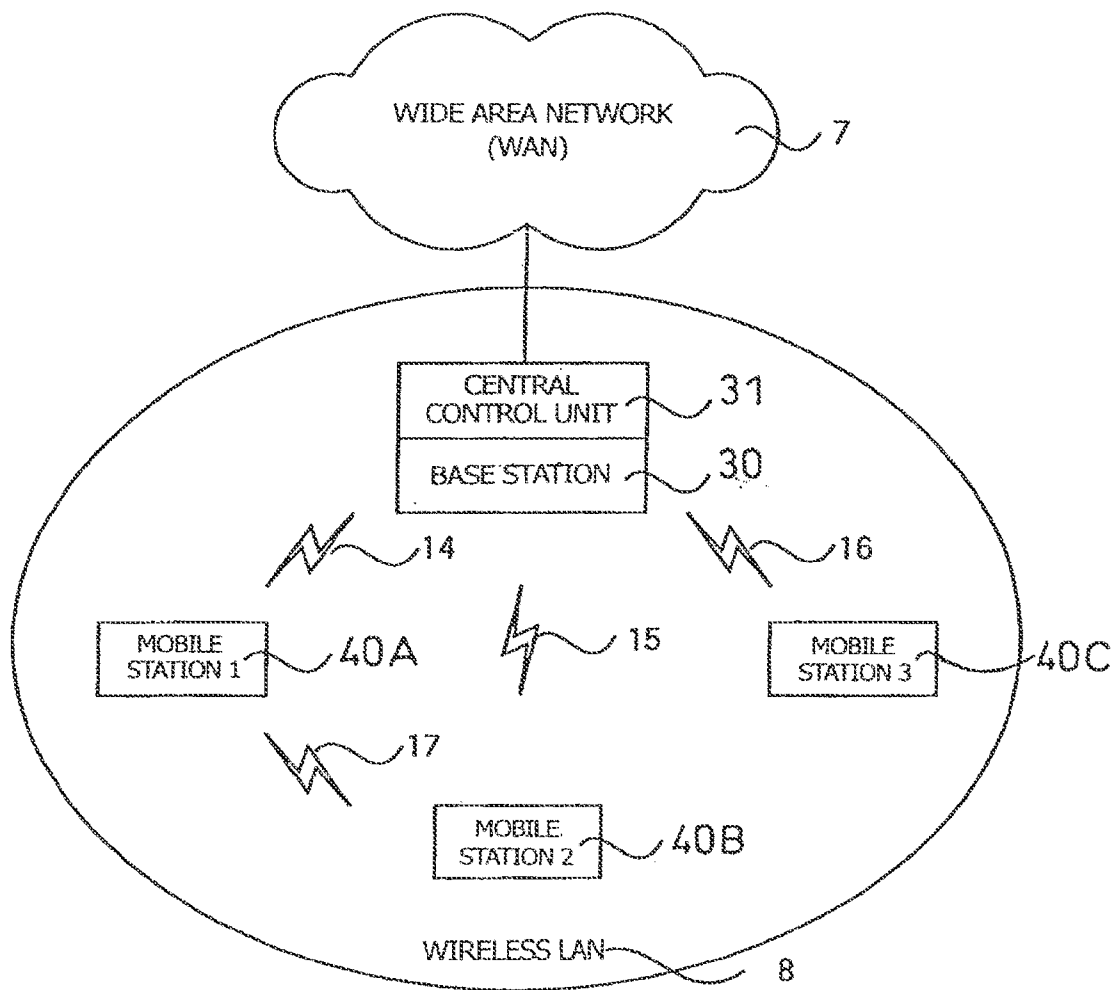 WIDE AREA NETWORK
(WAN)
7
CENTRAL
CONTROL UNIT
31
BASE STATION
30
14
16
15
MOBILE
STATION 1
40A
MOBILE
STATION 3
40C
17
MOBILE
STATION 2
40B
WIRELESS LAN
8